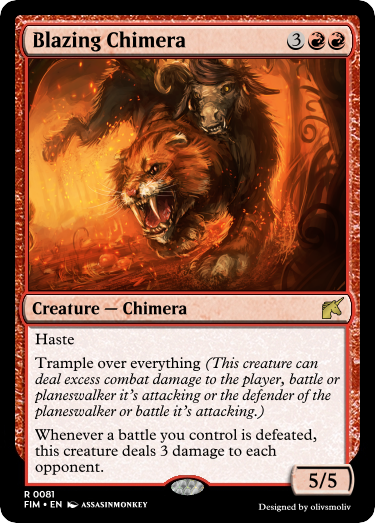 Blazing Chimera 3
Creature — Chimera
Haste
Trample over everything (This creature can
deal excess combat damage to the player, battle or
planeswalker it's attacking or the defender of the
planeswalker or battle it's attacking.)
Whenever a battle you control is defeated,
this creature deals 3 damage to each
opponent.
5/5
R 0081
FIM • EN ASSASINMONKEY
Designed by olivsmoliv